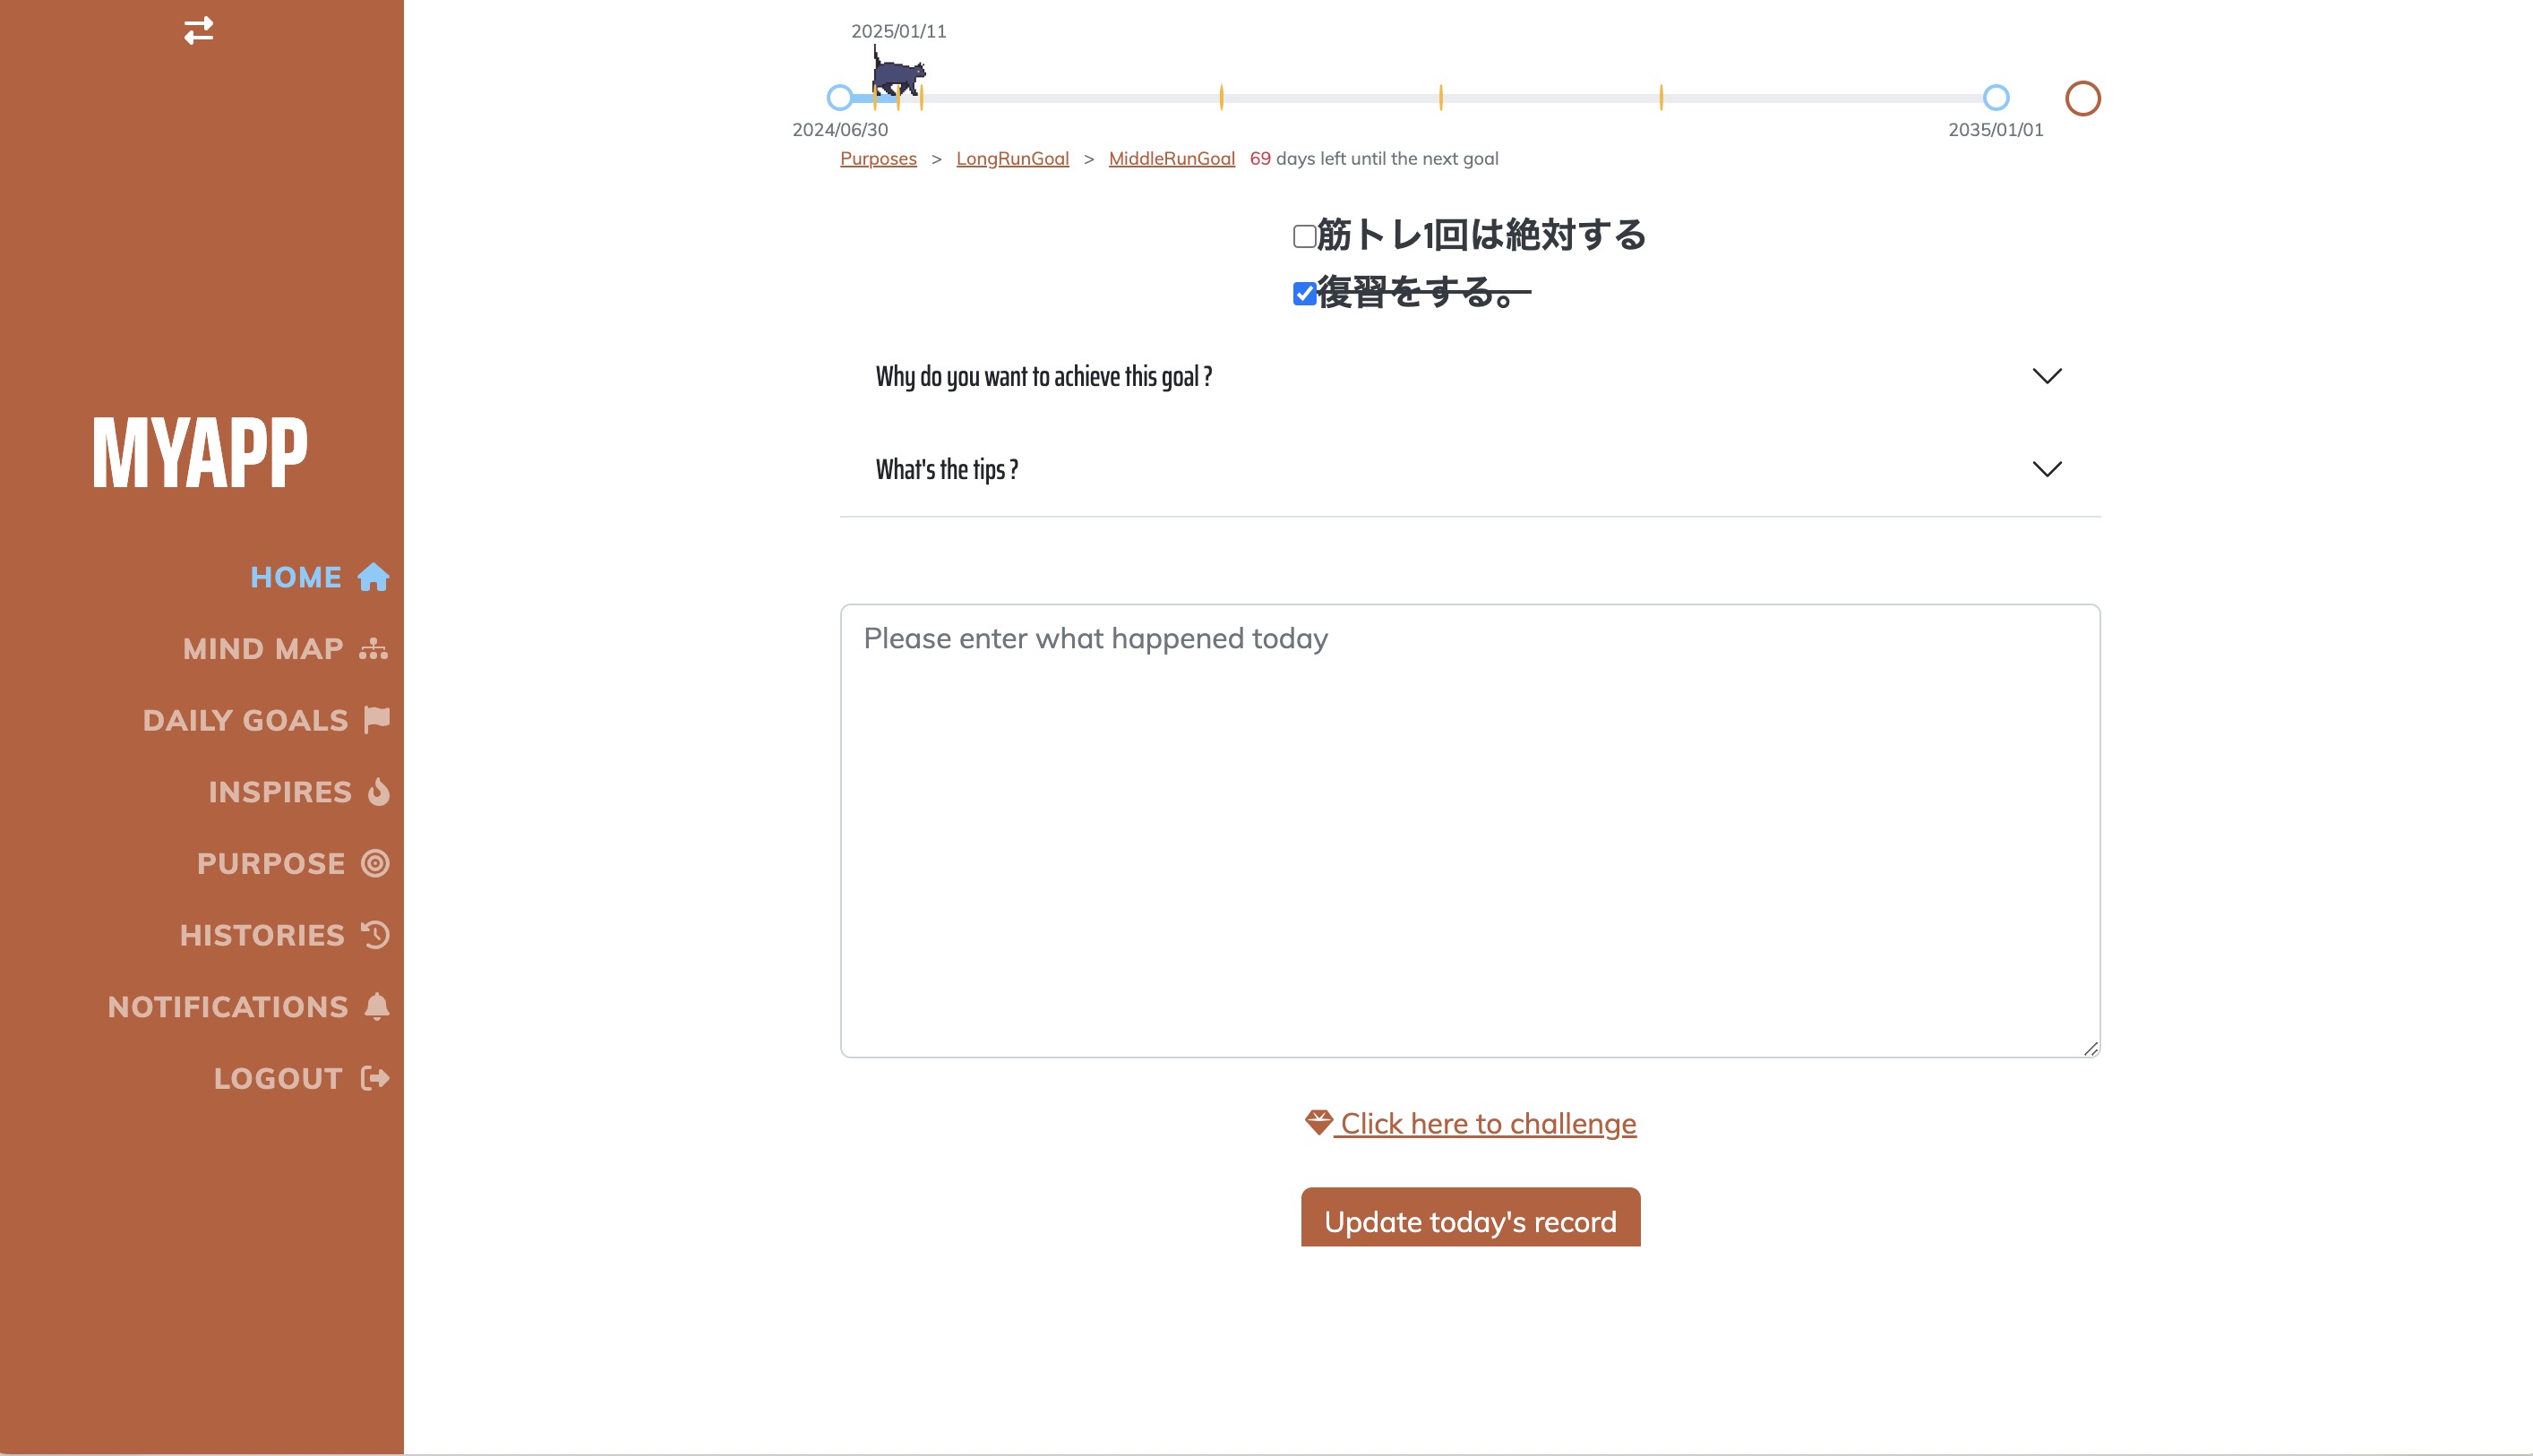 2025/01/11
2024/06/30
2035/01/01
Purposes > LongRunGoal > MiddleRunGoal 69 days left until the next goal
筋トレ1回は絶対する
復習をする。
Why do you want to achieve this goal ?
What's the tips ?
Please enter what happened today
Click here to challenge
Update today's record
MYAPP
HOME
MIND MAP
DAILY GOALS
INSPIRES
PURPOSE
HISTORIES
NOTIFICATIONS
LOGOUT